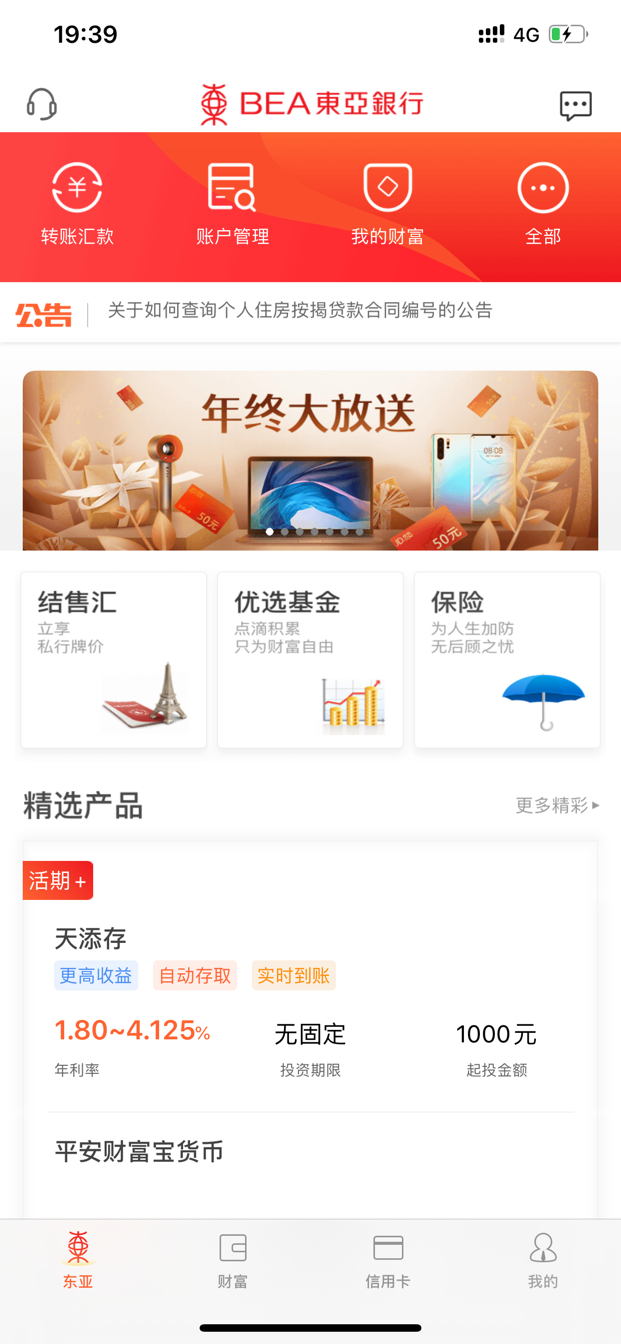 19:39
4G
BEA東亞銀行
转账汇款
账户管理
我的财富
全部
公告
关于如何查询个人住房按揭贷款合同编号的公告
年终大放送
08:08
50元
50元
结售汇
立享
私行牌价
优选基金
点滴积累
只为财富自由
保险
为人生加防
无后顾之忧
精选产品
更多精彩
活期+
天添存
更高收益
自动存取
实时到账
1.80~4.125%
无固定
1000元
年利率
投资期限
起投金额
平安财富宝货币
东亚
财富
信用卡
我的